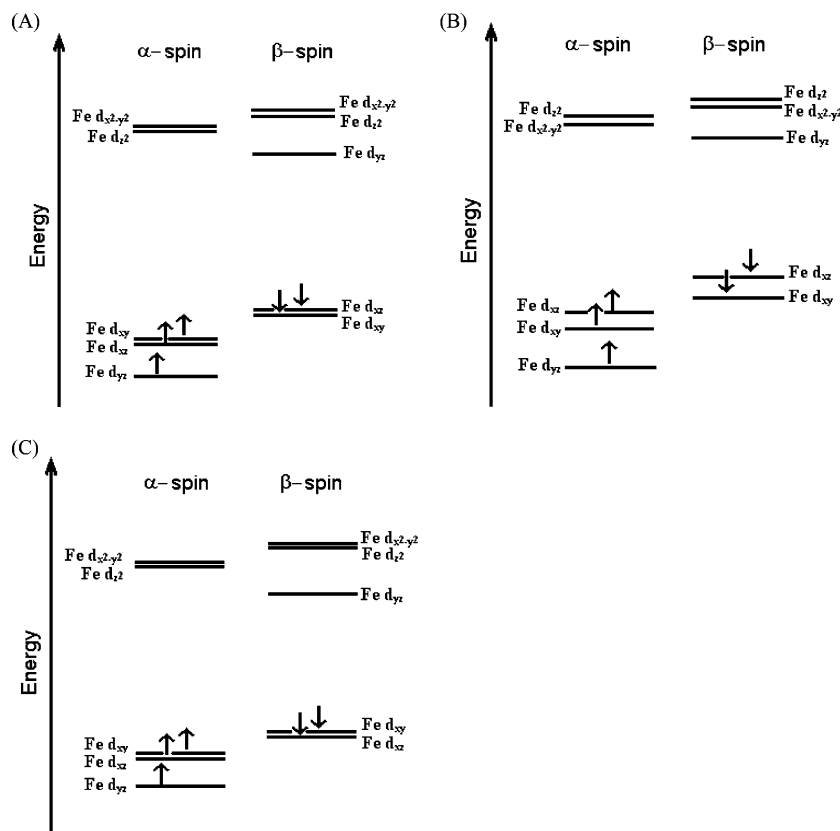 (A)
α– spin β– spin
Fe dx²-y²
Fe dz²
Fe dx²-y²
Fe dz²
Fe dyz
Energy
Fe dxy
Fe dxz
Fe dyz
Fe dxz
Fe dxy
(B)
α– spin β– spin
Fe dz²
Fe dx²-y²
Fe dz²
Fe dx²-y²
Fe dyz
Energy
Fe dxz
Fe dxy
Fe dyz
Fe dxz
Fe dxy
(C)
α– spin β– spin
Fe dx²-y²
Fe dz²
Fe dx²-y²
Fe dz²
Fe dyz
Energy
Fe dxy
Fe dxz
Fe dyz
Fe dxy
Fe dxz